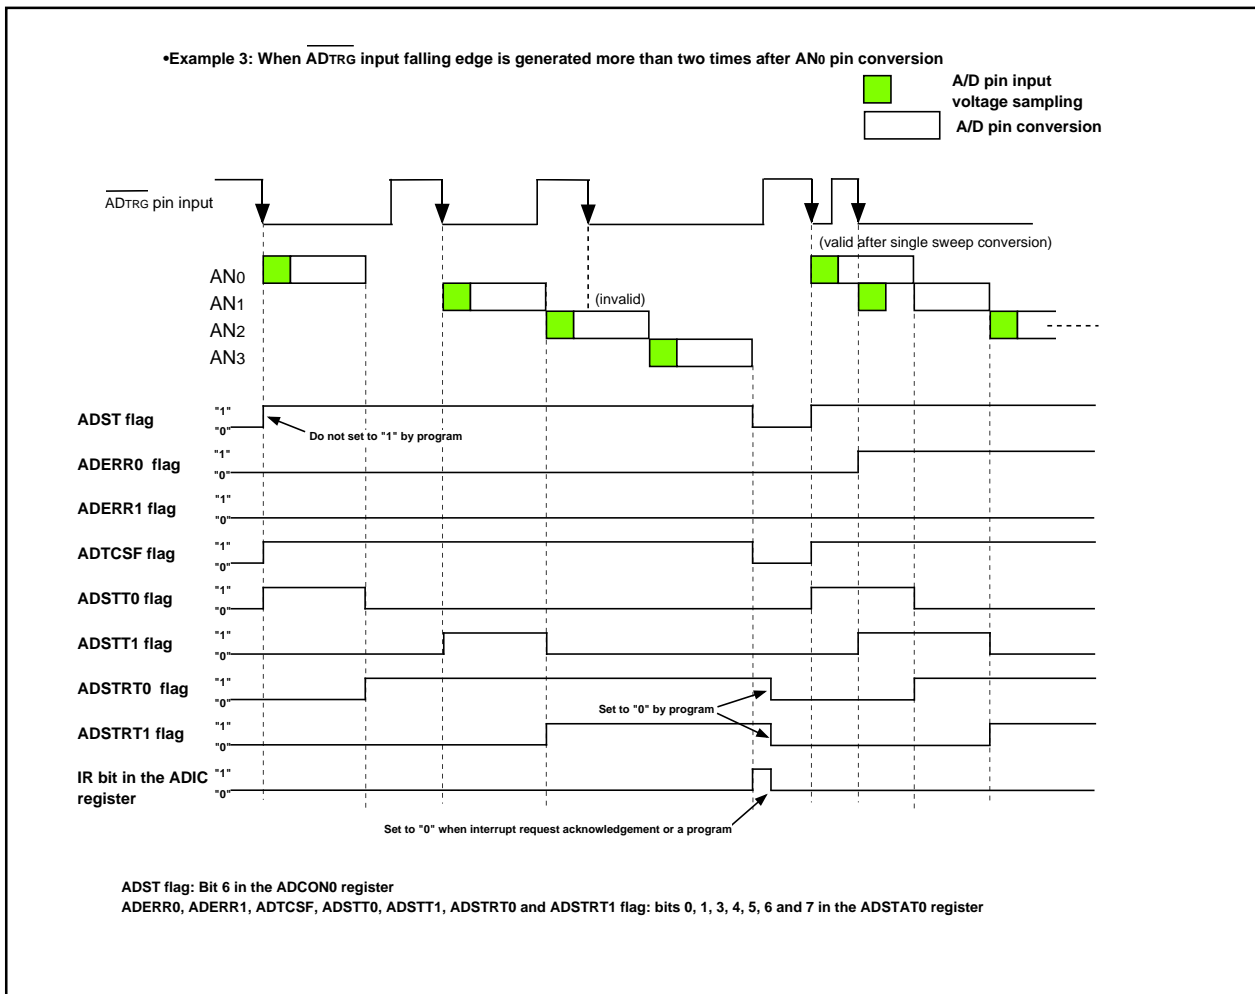 •Example 3: When ADTRG input falling edge is generated more than two times after AN0 pin conversion
A/D pin input
voltage sampling
A/D pin conversion
ADTRG pin input
(valid after single sweep conversion)
AN0
AN1
(invalid)
AN2
AN3
ADST flag
"1"
"0"
Do not set to "1" by program
ADERR0 flag
"1"
"0"
ADERR1 flag
"1"
"0"
ADTCSF flag
"1"
"0"
ADSTT0 flag
"1"
"0"
ADSTT1 flag
"1"
"0"
ADSTRT0 flag
"1"
"0"
Set to "0" by program
ADSTRT1 flag
"1"
"0"
IR bit in the ADIC
register
"1"
"0"
Set to "0" when interrupt request acknowledgement or a program
ADST flag: Bit 6 in the ADCON0 register
ADERR0, ADERR1, ADTCSF, ADSTT0, ADSTT1, ADSTRT0 and ADSTRT1 flag: bits 0, 1, 3, 4, 5, 6 and 7 in the ADSTAT0 register